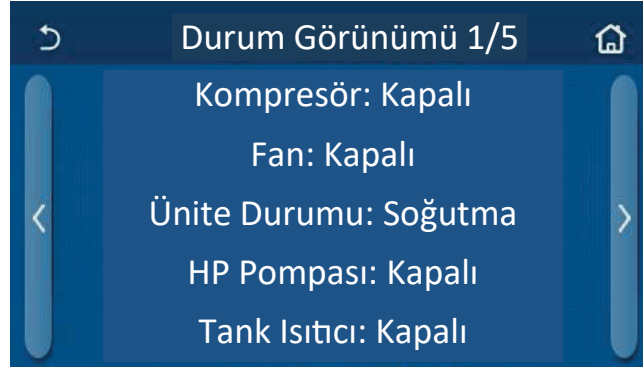 Durum Görünümü 1/5
Kompresör: Kapalı
Fan: Kapalı
Ünite Durumu: Soğutma
HP Pompası: Kapalı
Tank Isıtıcı: Kapalı